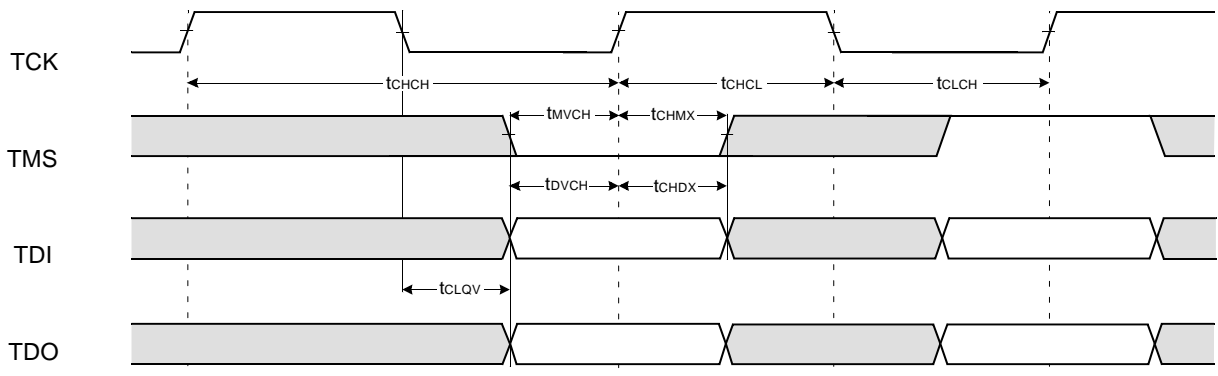 TCK
tCHCH tCHCL tCLCH
tMVCH tCHMX
TMS
tDVCH tCHDX
TDI
tCLQV
TDO